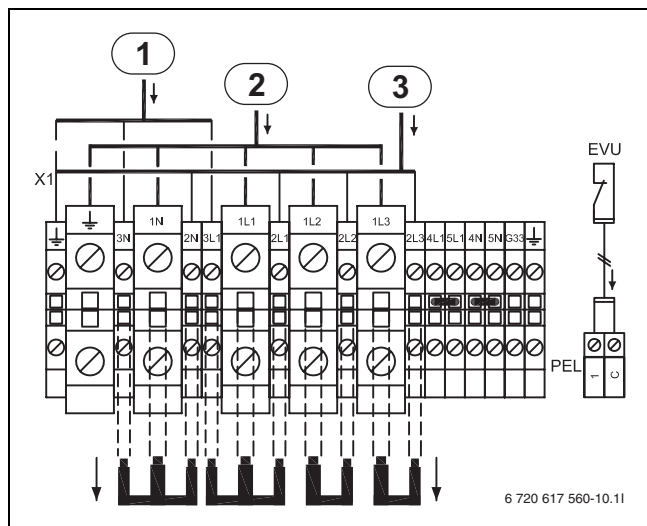 1
2
3
EVU
X1
1N
1L1
1L2
1L3
3N
2N
3L1
2L1
2L2
2L3
4L1
5L1
4N
5N
G33
PEL
1
C
6 720 617 560-10.1I